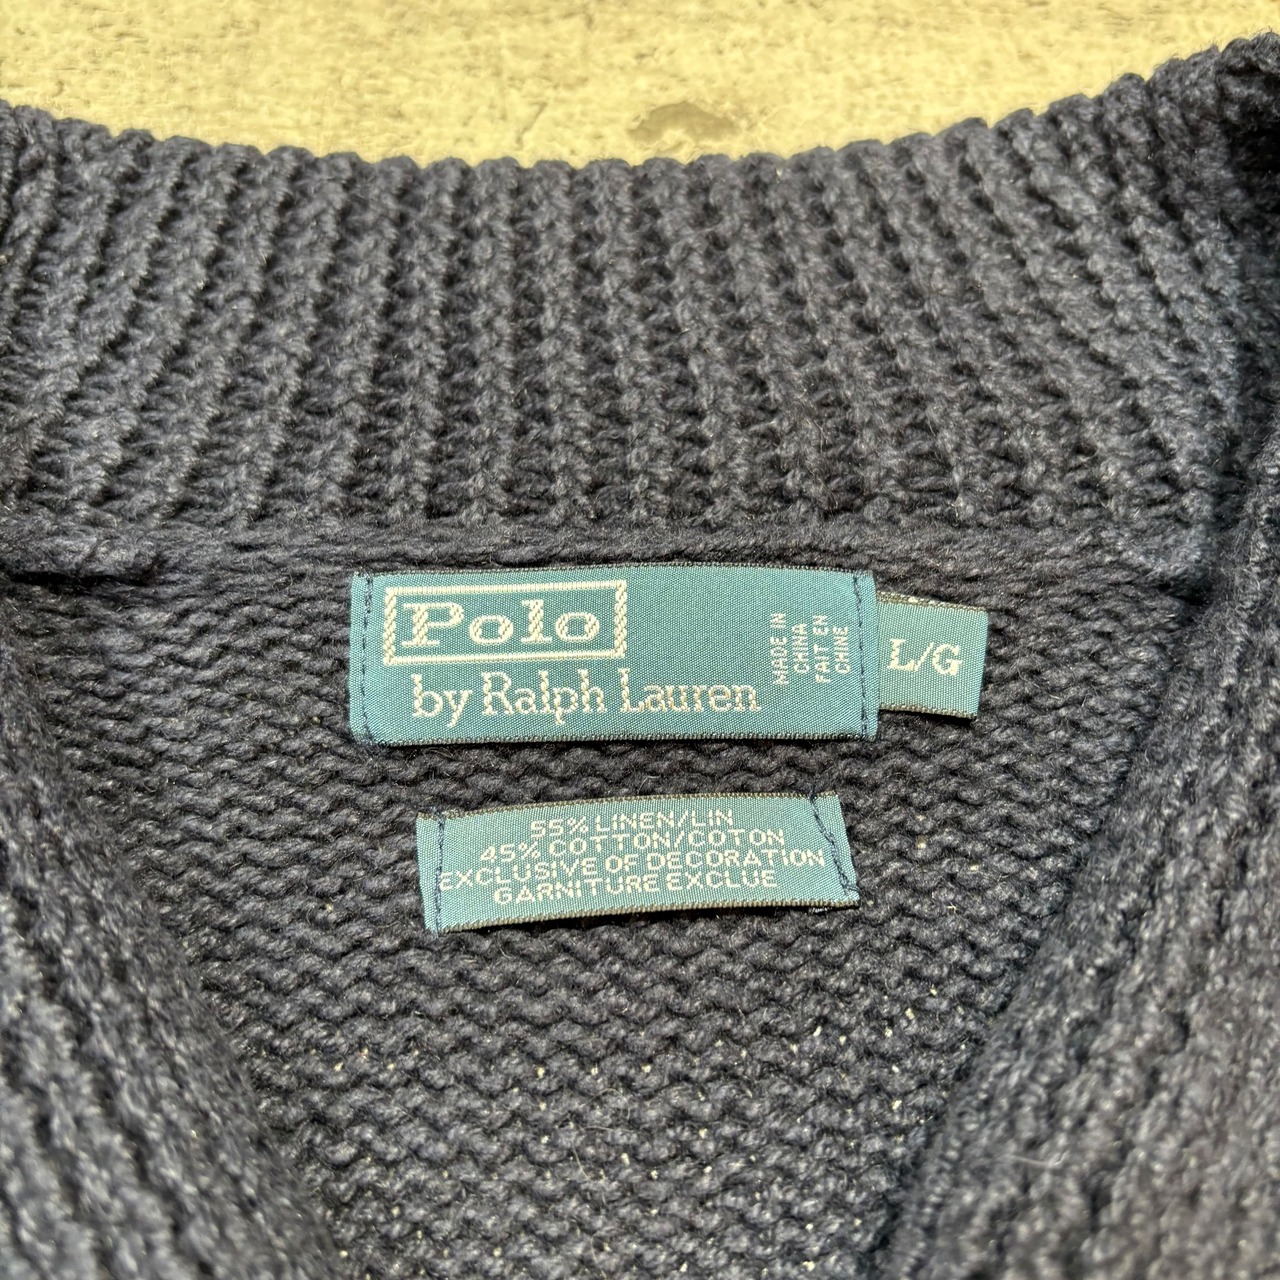 Polo
by Ralph Lauren
MADE IN
CHINA
FAIT EN
CHINE
L/G
55% LINEN/LIN
45% COTTON/COTON
EXCLUSIVE OF DECORATION
GARNITURE EXCLUE